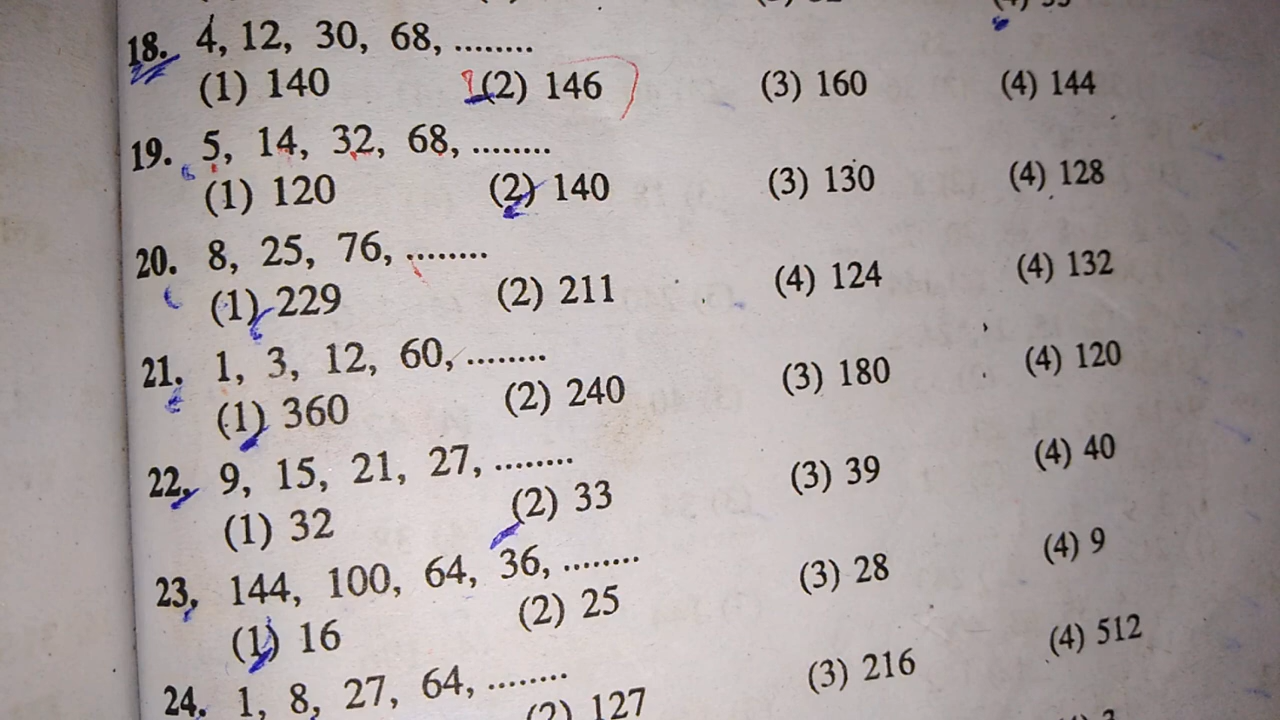 18. 4, 12, 30, 68, ........
(1) 140 (2) 146 (3) 160 (4) 144
19. 5, 14, 32, 68, ........
(1) 120 (2) 140 (3) 130 (4) 128
20. 8, 25, 76, ........
(1) 229 (2) 211 (4) 124 (4) 132
21. 1, 3, 12, 60, ........
(1) 360 (2) 240 (3) 180 (4) 120
22. 9, 15, 21, 27, ........
(1) 32 (2) 33 (3) 39 (4) 40
23. 144, 100, 64, 36, ........
(1) 16 (2) 25 (3) 28 (4) 9
24. 1, 8, 27, 64, ........
(2) 127 (3) 216 (4) 512